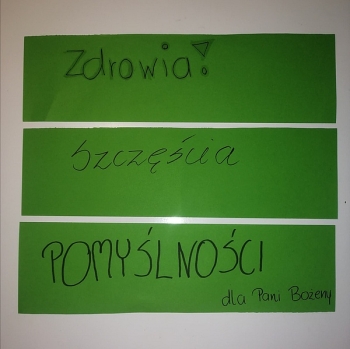 Zdrowia!
Szczęścia
POMYŚLNOŚCI
dla Pani Bożeny